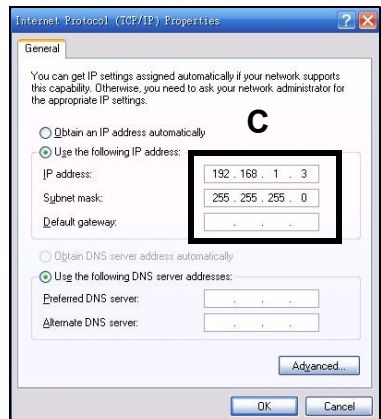 Internet Protocol (TCP/IP) Properties
General
You can get IP settings assigned automatically if your network supports
this capability. Otherwise, you need to ask your network administrator for
the appropriate IP settings.
Obtain an IP address automatically
C
Use the following IP address:
IP address: 192 . 168 . 1 . 3
Subnet mask: 255 . 255 . 255 . 0
Default gateway: . . .
Obtain DNS server address automatically
Use the following DNS server addresses:
Preferred DNS server: . . .
Alternate DNS server: . . .
Advanced...
OK Cancel